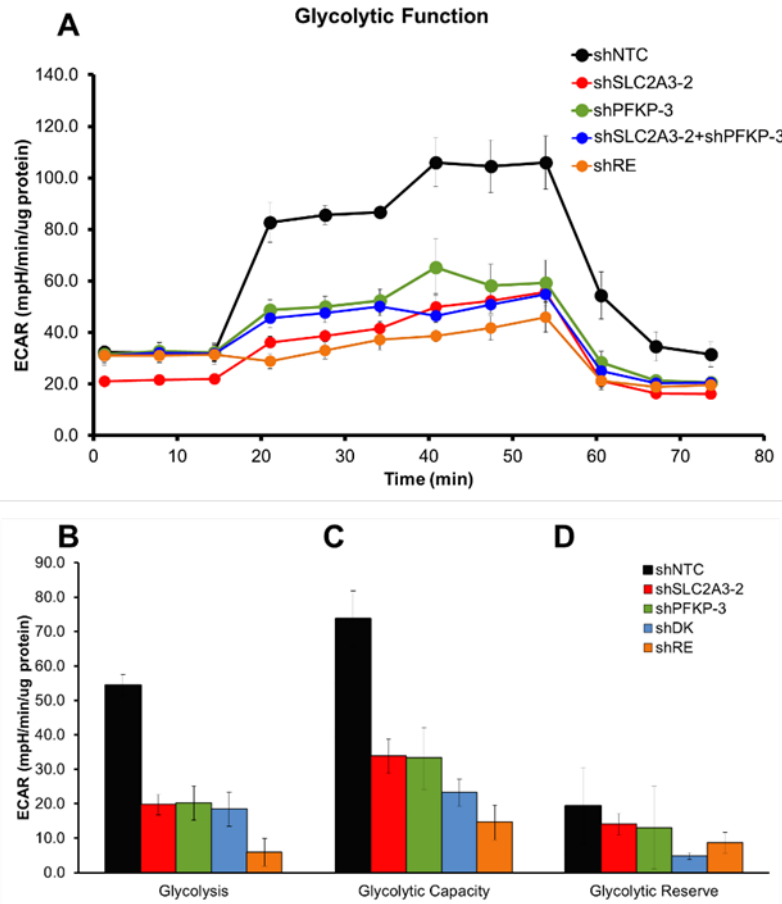 A
Glycolytic Function
ECAR (mpH/min/ug protein)
140.0
120.0
100.0
80.0
60.0
40.0
20.0
0.0
0 10 20 30 40 50 60 70 80
Time (min)
shNTC
shSLC2A3-2
shPFKP-3
shSLC2A3-2+shPFKP-3
shRE
B C D
ECAR (mpH/min/ug protein)
90.0
80.0
70.0
60.0
50.0
40.0
30.0
20.0
10.0
0.0
shNTC
shSLC2A3-2
shPFKP-3
shDK
shRE
Glycolysis Glycolytic Capacity Glycolytic Reserve